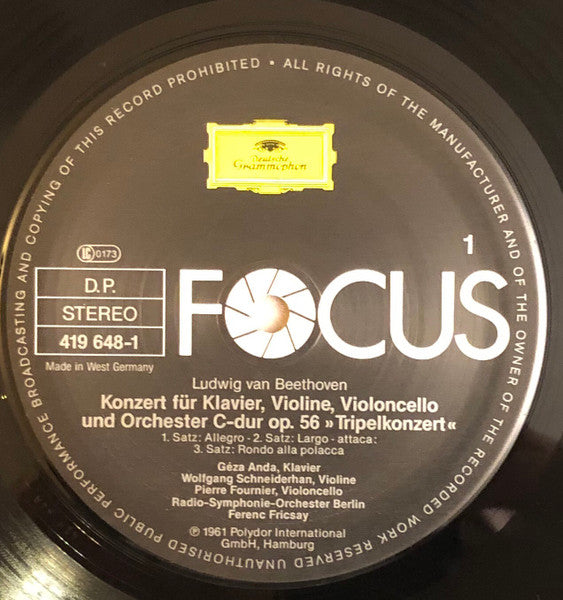 ALL RIGHTS OF THE MANUFACTURER AND OF THE OWNER OF THE RECORDED WORK RESERVED UNAUTHORISED PUBLIC PERFORMANCE BROADCASTING AND COPYING OF THIS RECORD PROHIBITED •
Deutsche
Grammophon
LC 0173
1
D.P.
STEREO
419 648-1
Made in West Germany
FOCUS
Ludwig van Beethoven
Konzert für Klavier, Violine, Violoncello
und Orchester C-dur op. 56 »Tripelkonzert«
1. Satz: Allegro · 2. Satz: Largo · attacca:
3. Satz: Rondo alla polacca
Géza Anda, Klavier
Wolfgang Schneiderhan, Violine
Pierre Fournier, Violoncello
Radio-Symphonie-Orchester Berlin
Ferenc Fricsay
℗ 1961 Polydor International
GmbH, Hamburg